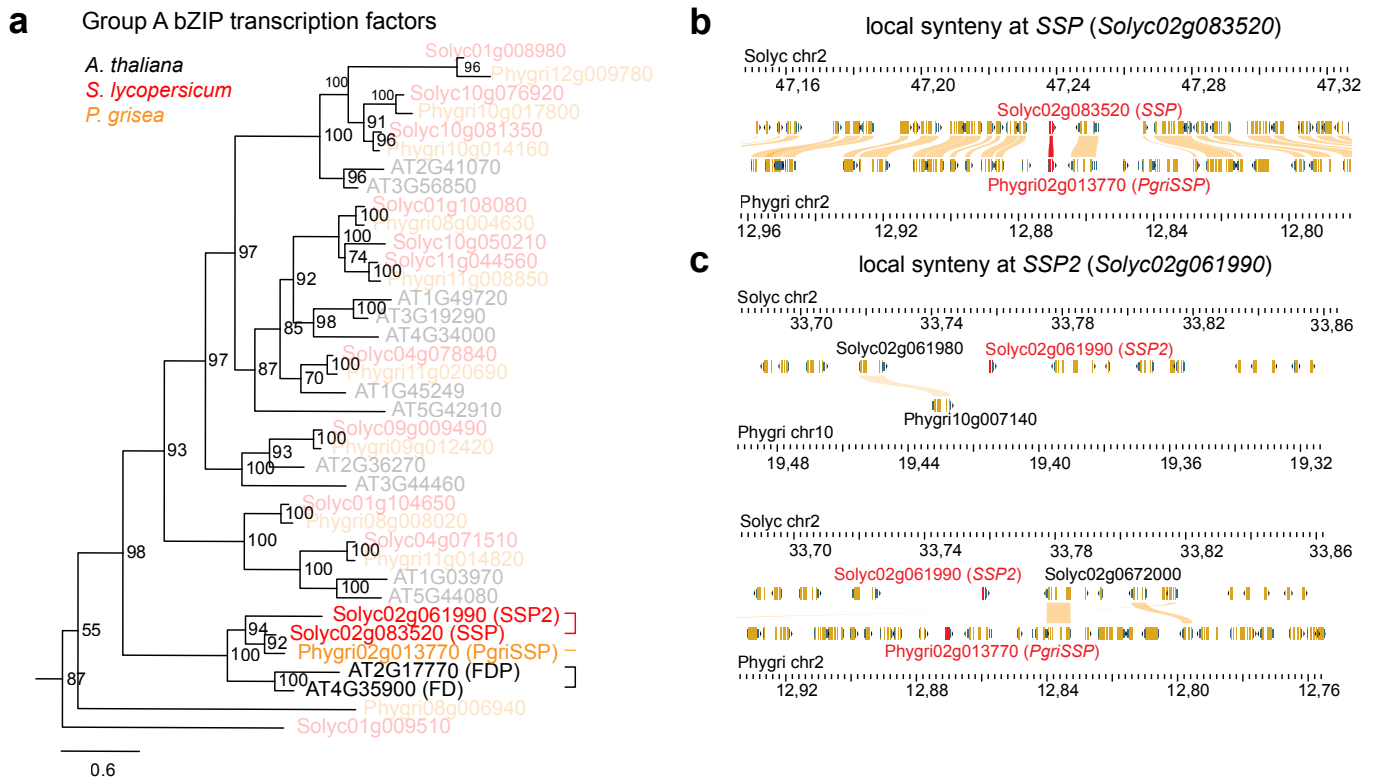 a
Group A bZIP transcription factors
A. thaliana
S. lycopersicum
P. grisea
Solyc01g008980
96
Phygri12g009780
100
Solyc10g076920
100
Phygri10g017800
91
Solyc10g081350
100
96
Phygri10g014160
AT2G41070
96
AT3G56850
Solyc01g108080
100
Phygri08g004630
100
Solyc10g050210
97
74
Solyc11g044560
100
Phygri11g008850
92
AT1G49720
100
AT3G19290
85
98
AT4G34000
Solyc04g078840
100
97
87
Phygri11g020690
70
AT1G45249
AT5G42910
Solyc09g009490
100
93
93
Phygri09g012420
100
AT2G36270
AT3G44460
Solyc01g104650
100
Phygri08g008020
100
Solyc04g071510
100
98
Phygri11g014820
100
AT1G03970
100
AT5G44080
Solyc02g061990 (SSP2)
55
94
Solyc02g083520 (SSP)
92
100
Phygri02g013770 (PgriSSP)
AT2G17770 (FDP)
87
100
AT4G35900 (FD)
Phygri08g006940
Solyc01g009510
0.6
b
local synteny at SSP (Solyc02g083520)
Solyc chr2
47,16 47,20 47,24 47,28 47,32
Solyc02g083520 (SSP)
Phygri02g013770 (PgriSSP)
Phygri chr2
12,96 12,92 12,88 12,84 12,80
c
local synteny at SSP2 (Solyc02g061990)
Solyc chr2
33,70 33,74 33,78 33,82 33,86
Solyc02g061980 Solyc02g061990 (SSP2)
Phygri10g007140
Phygri chr10
19,48 19,44 19,40 19,36 19,32
Solyc chr2
33,70 33,74 33,78 33,82 33,86
Solyc02g061990 (SSP2) Solyc02g0672000
Phygri02g013770 (PgriSSP)
Phygri chr2
12,92 12,88 12,84 12,80 12,76